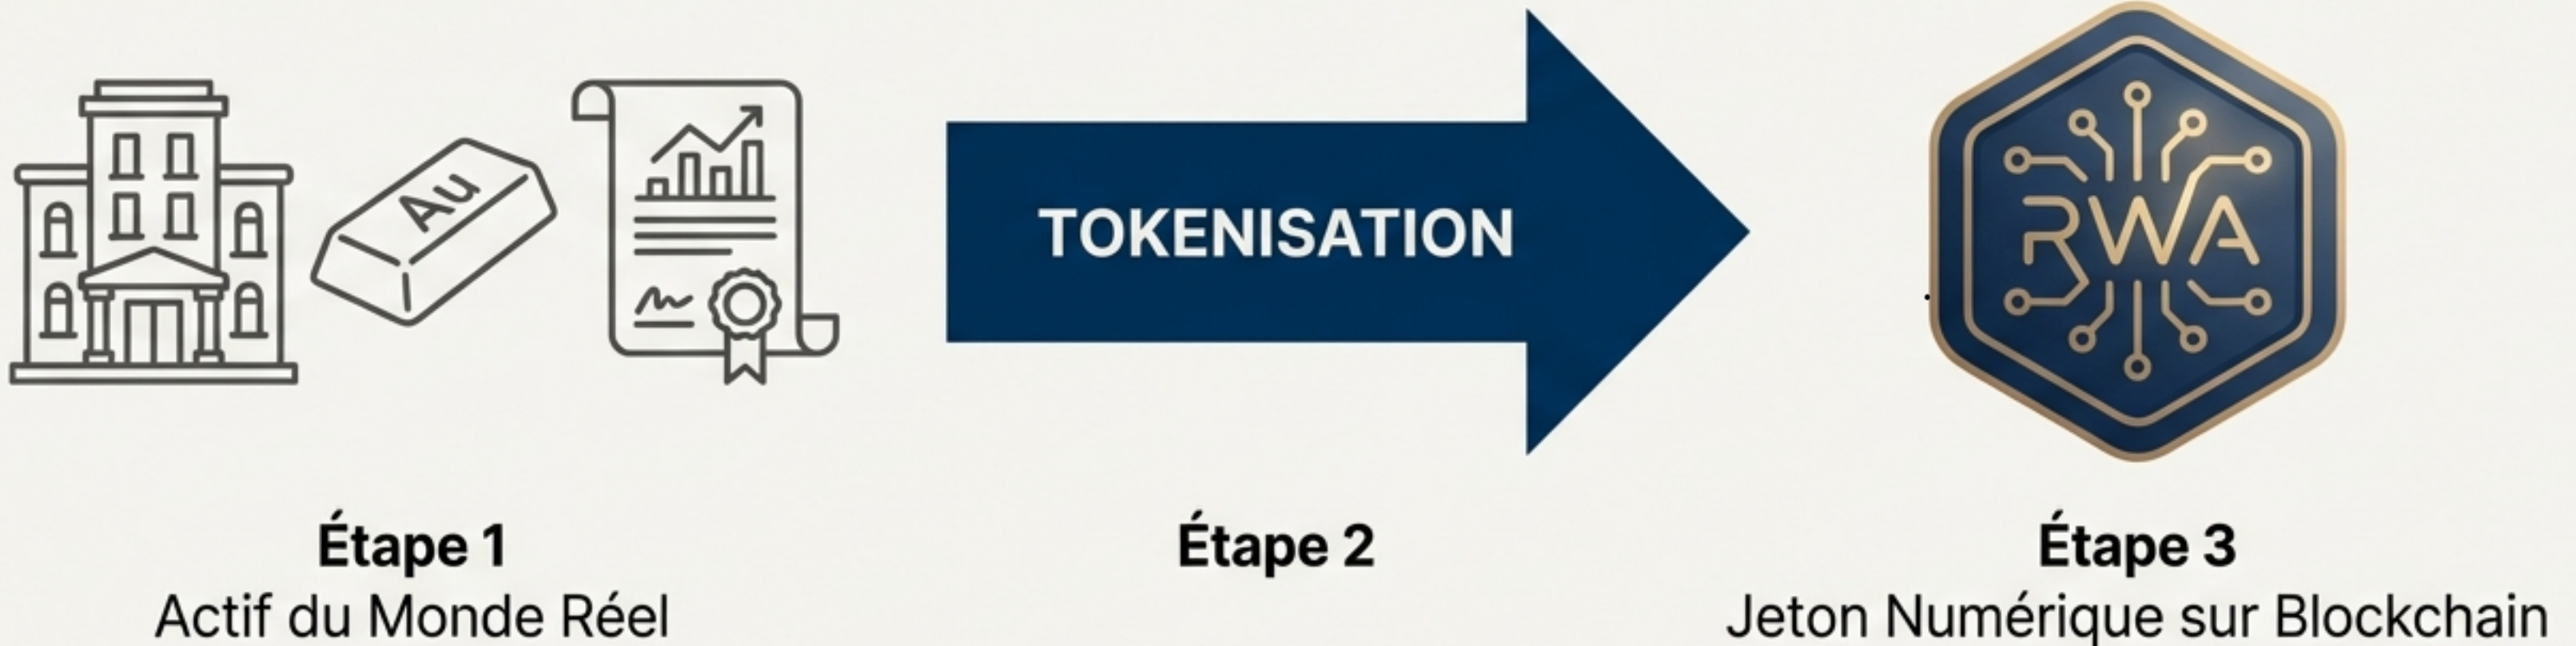 Au
TOKENISATION
RWA
Étape 1
Actif du Monde Réel
Étape 2
Étape 3
Jeton Numérique sur Blockchain